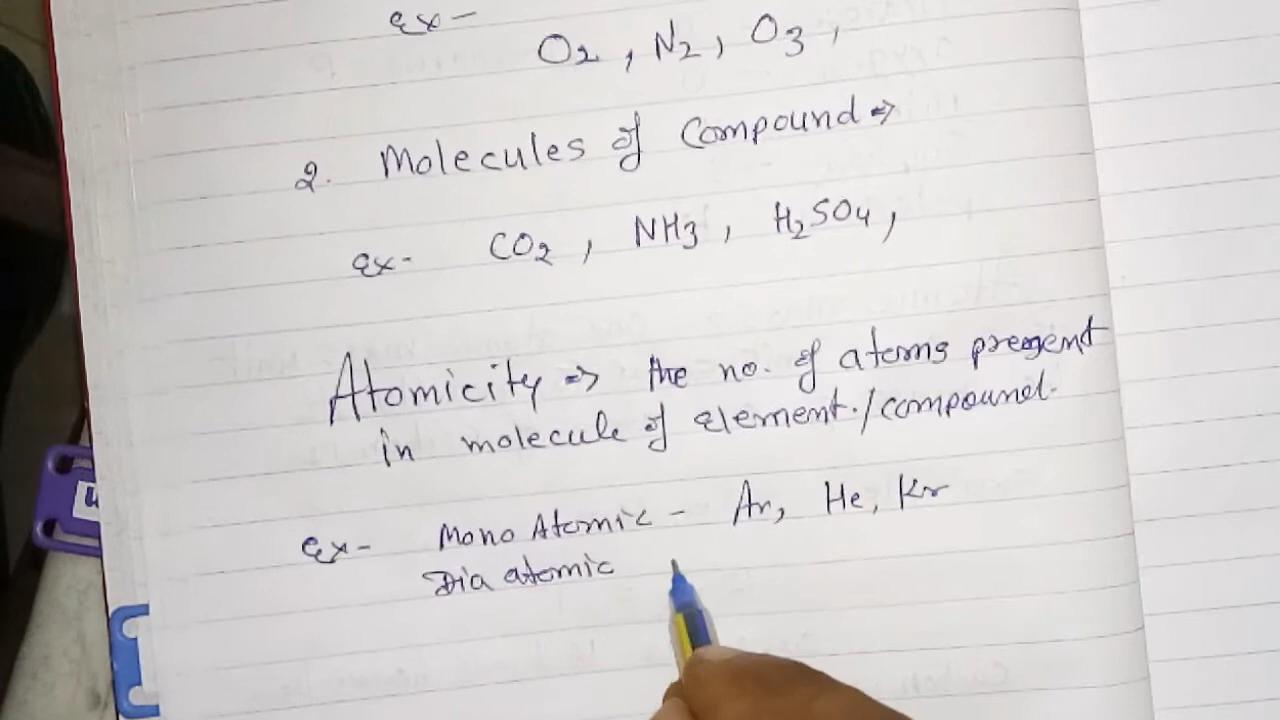 Ex-
O2, N2, O3,
2. Molecules of Compound ⇒
Ex- CO2, NH3, H2SO4,
Atomicity ⇒ the no. of atoms present
in molecule of element./compound.
Ex- Mono Atomic - Ar, He, Kr
Dia atomic